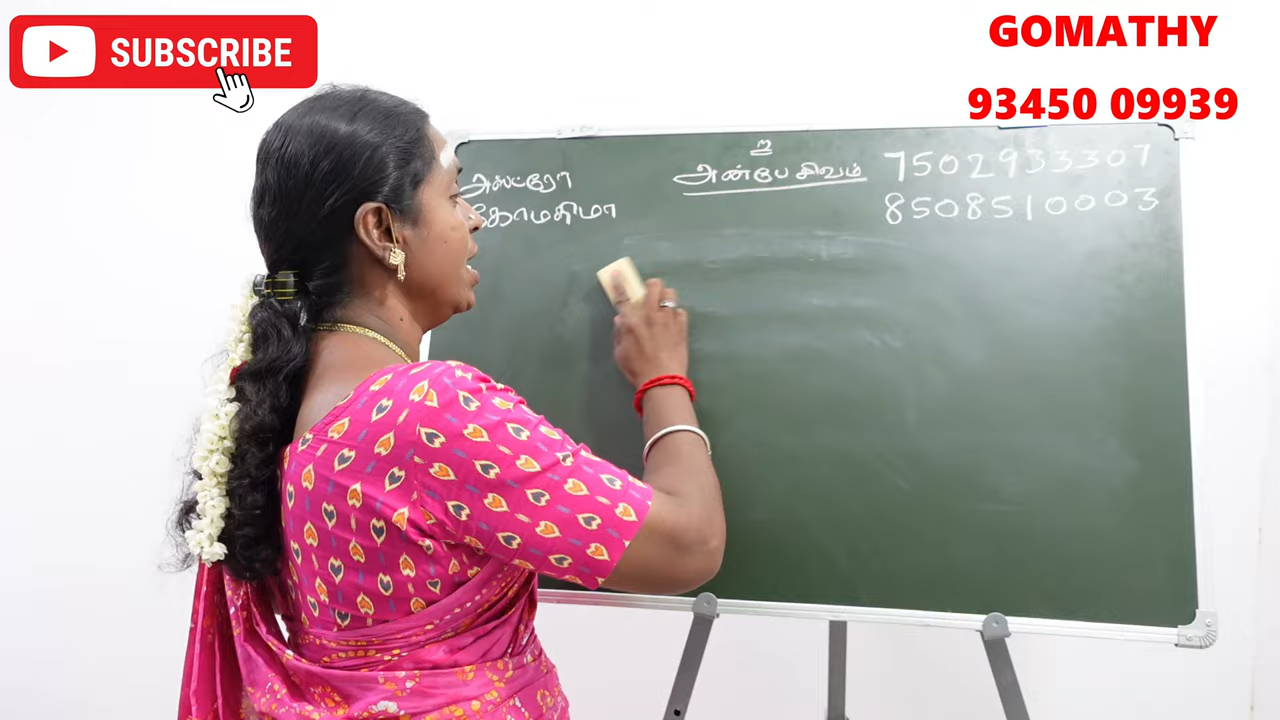 SUBSCRIBE
GOMATHY
93450 09939
உ
அன்பே சிவம்
அஸ்ட்ரோ
கோமதிமா
7502933307
8508510003